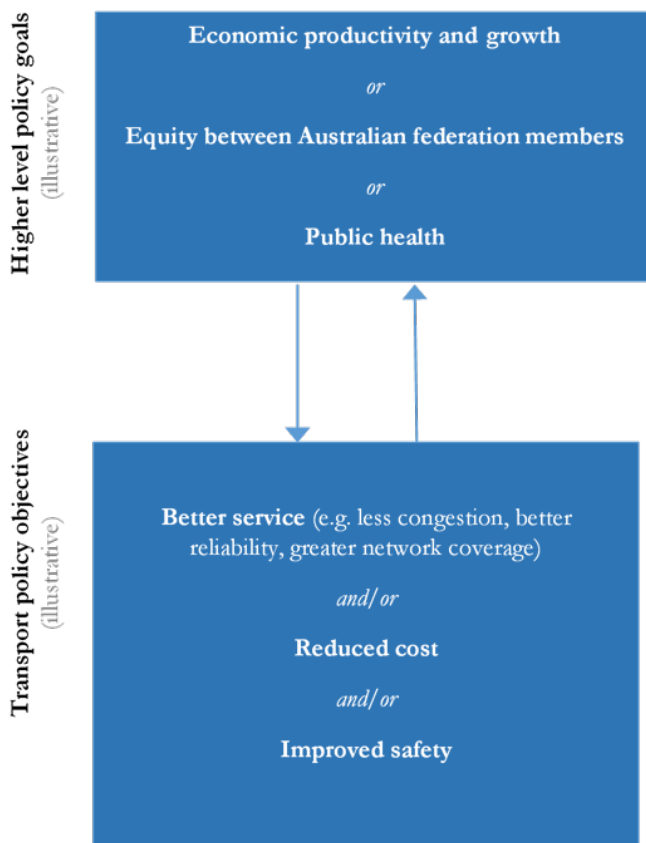 Higher level policy goals
(illustrative)
Economic productivity and growth
or
Equity between Australian federation members
or
Public health
Transport policy objectives
(illustrative)
Better service (e.g. less congestion, better
reliability, greater network coverage)
and/or
Reduced cost
and/or
Improved safety